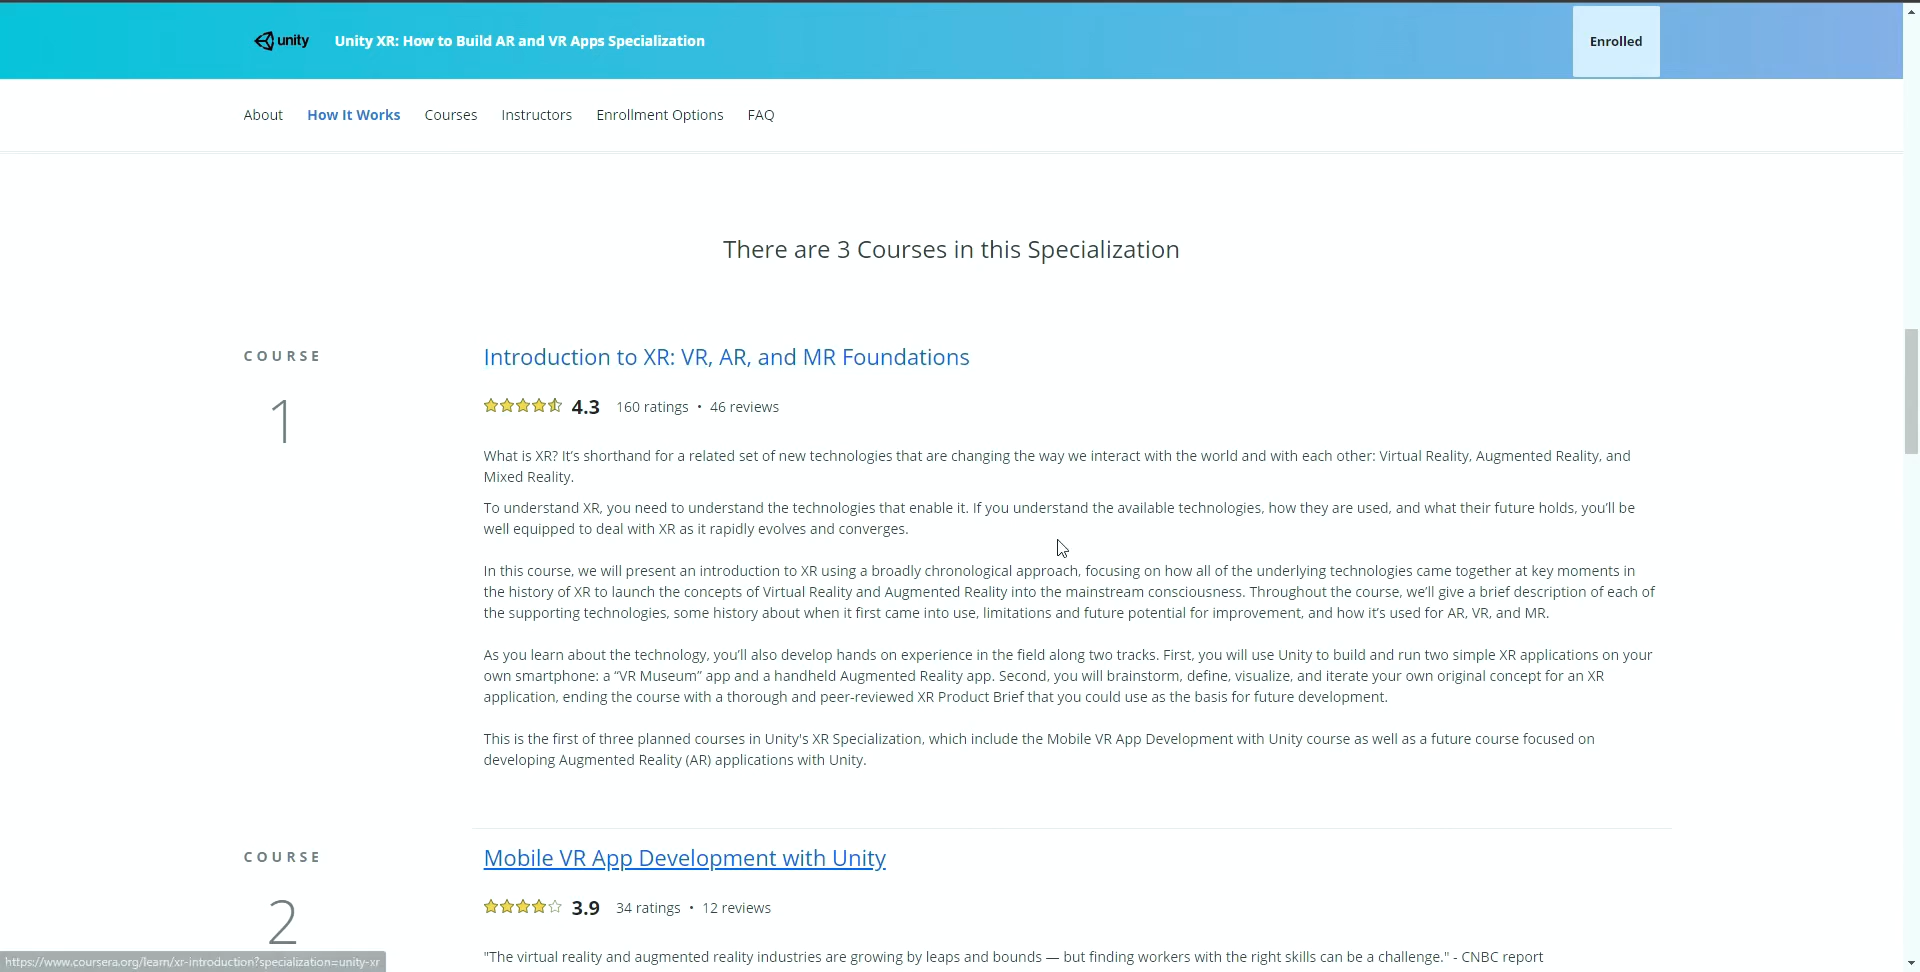 unity
Unity XR: How to Build AR and VR Apps Specialization
Enrolled
About
How It Works
Courses
Instructors
Enrollment Options
FAQ
There are 3 Courses in this Specialization
COURSE
1
Introduction to XR: VR, AR, and MR Foundations
4.3 160 ratings • 46 reviews
What is XR? It’s shorthand for a related set of new technologies that are changing the way we interact with the world and with each other: Virtual Reality, Augmented Reality, and
Mixed Reality.
To understand XR, you need to understand the technologies that enable it. If you understand the available technologies, how they are used, and what their future holds, you’ll be
well equipped to deal with XR as it rapidly evolves and converges.
In this course, we will present an introduction to XR using a broadly chronological approach, focusing on how all of the underlying technologies came together at key moments in
the history of XR to launch the concepts of Virtual Reality and Augmented Reality into the mainstream consciousness. Throughout the course, we’ll give a brief description of each of
the supporting technologies, some history about when it first came into use, limitations and future potential for improvement, and how it’s used for AR, VR, and MR.
As you learn about the technology, you’ll also develop hands on experience in the field along two tracks. First, you will use Unity to build and run two simple XR applications on your
own smartphone: a “VR Museum” app and a handheld Augmented Reality app. Second, you will brainstorm, define, visualize, and iterate your own original concept for an XR
application, ending the course with a thorough and peer-reviewed XR Product Brief that you could use as the basis for future development.
This is the first of three planned courses in Unity's XR Specialization, which include the Mobile VR App Development with Unity course as well as a future course focused on
developing Augmented Reality (AR) applications with Unity.
COURSE
2
Mobile VR App Development with Unity
3.9 34 ratings • 12 reviews
"The virtual reality and augmented reality industries are growing by leaps and bounds — but finding workers with the right skills can be a challenge." - CNBC report
https://www.coursera.org/learn/xr-introduction?specialization=unity-xr